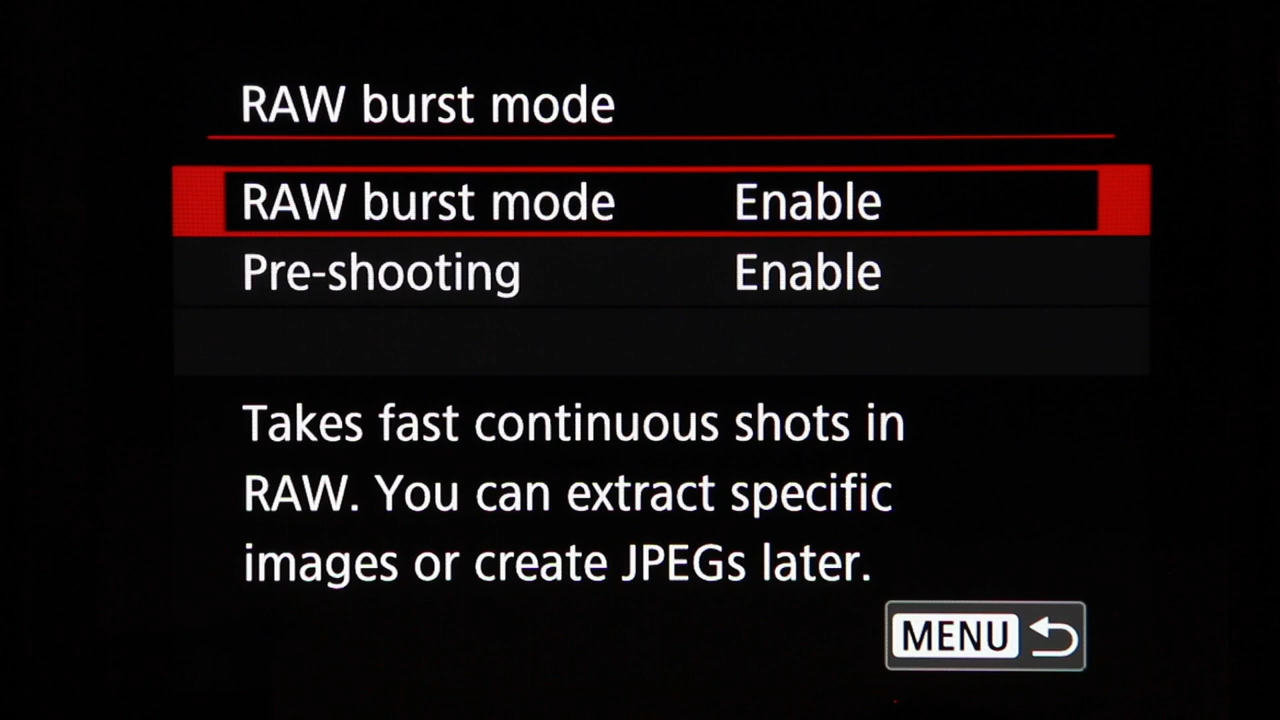 RAW burst mode
RAW burst mode Enable
Pre-shooting Enable
Takes fast continuous shots in
RAW. You can extract specific
images or create JPEGs later.
MENU